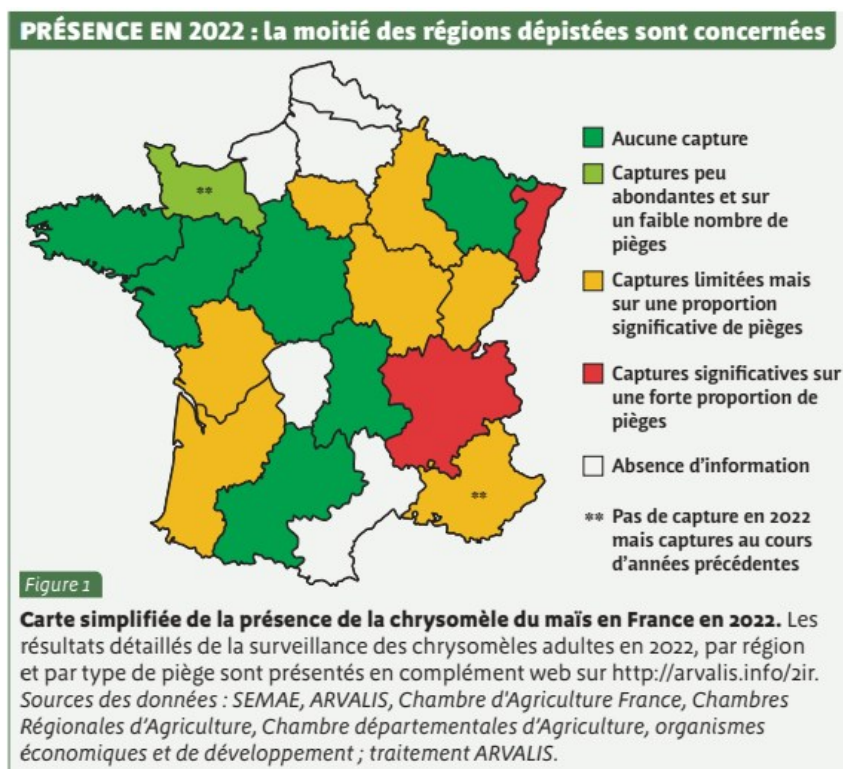 PRÉSENCE EN 2022 : la moitié des régions dépistées sont concernées
Aucune capture
Captures peu
abondantes et sur
un faible nombre de
pièges
Captures limitées mais
sur une proportion
significative de pièges
Captures significatives sur
une forte proportion de
pièges
Absence d'information
** Pas de capture en 2022
mais captures au cours
d'années précédentes
**
**
Figure 1
Carte simplifiée de la présence de la chrysomèle du maïs en France en 2022. Les
résultats détaillés de la surveillance des chrysomèles adultes en 2022, par région
et par type de piège sont présentés en complément web sur http://arvalis.info/2ir.
Sources des données : SEMAE, ARVALIS, Chambre d'Agriculture France, Chambres
Régionales d'Agriculture, Chambre départementales d'Agriculture, organismes
économiques et de développement ; traitement ARVALIS.